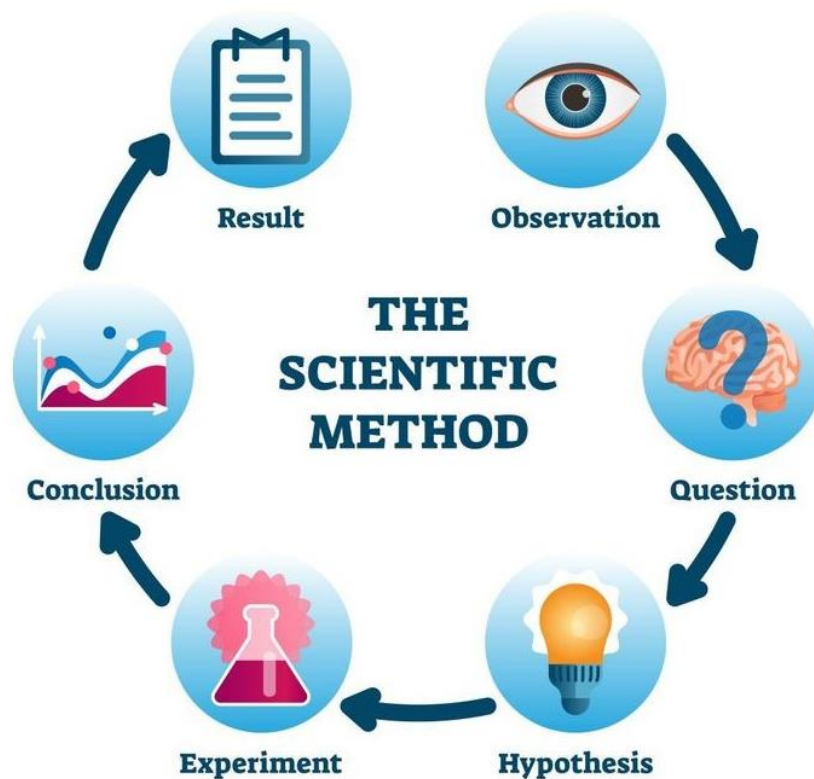 Result
Observation
THE
SCIENTIFIC
METHOD
Conclusion
Question
Experiment
Hypothesis